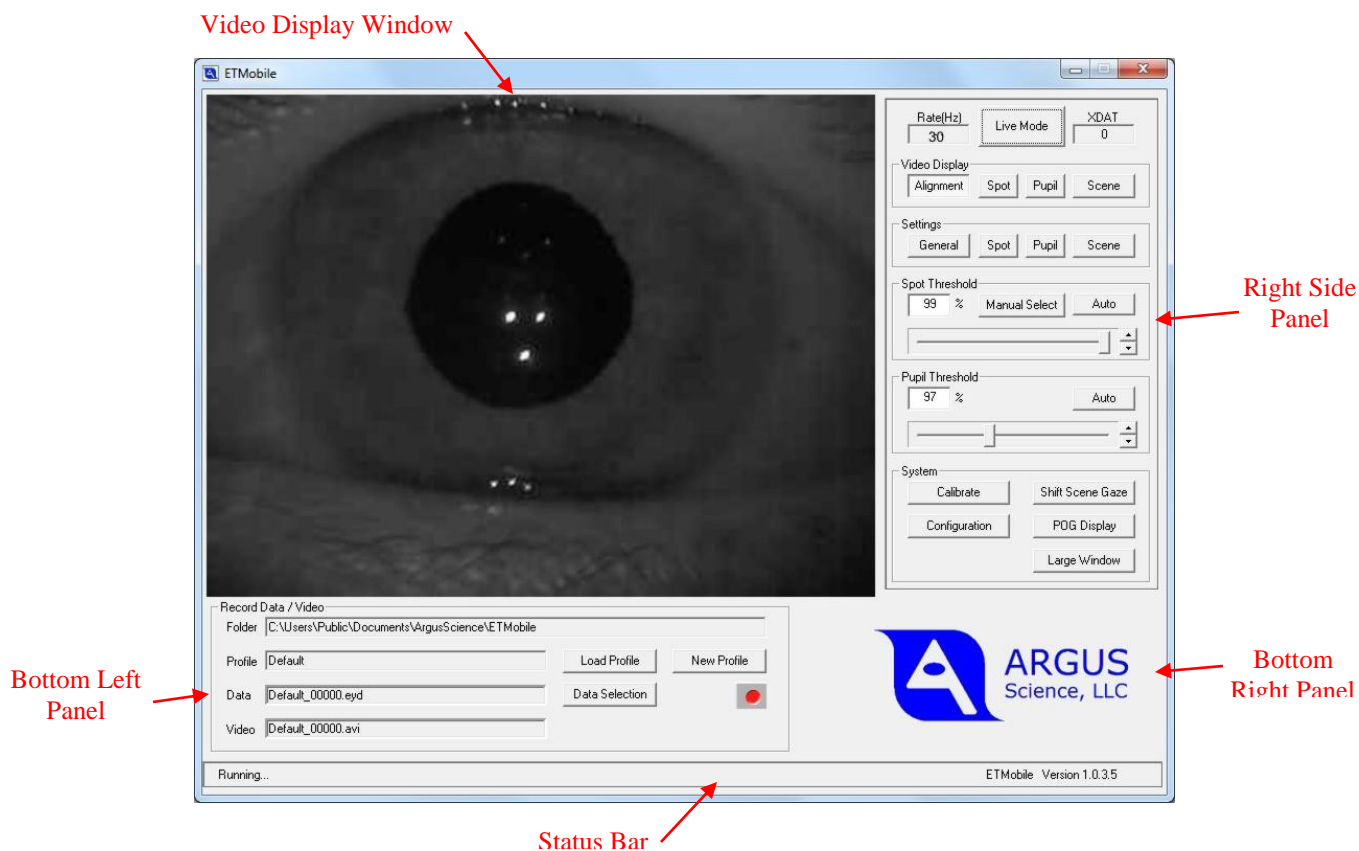 Video Display Window
ETMobile
Rate(Hz)
30
Live Mode
XDAT
0
Video Display
Alignment Spot Pupil Scene
Settings
General Spot Pupil Scene
Spot Threshold
99 % Manual Select Auto
Right Side
Panel
Pupil Threshold
97 % Auto
System
Calibrate Shift Scene Gaze
Configuration POG Display
Large Window
Record Data / Video
Folder C:\Users\Public\Documents\ArgusScience\ETMobile
Profile Default Load Profile New Profile
Data Default_00000.eyd Data Selection
Video Default_00000.avi
Bottom Left
Panel
ARGUS
Science, LLC
Bottom
Right Panel
Running... ETMobile Version 1.0.3.5
Status Bar